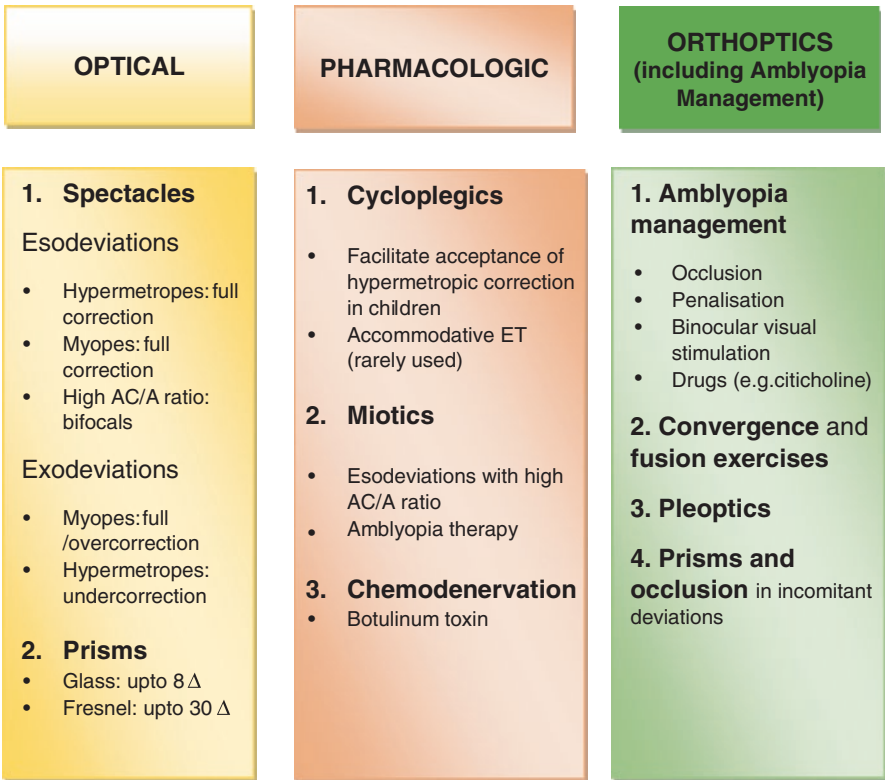 OPTICAL
PHARMACOLOGIC
ORTHOPTICS
(including Amblyopia
Management)
1. Spectacles
Esodeviations
• Hypermetropes: full
correction
• Myopes: full
correction
• High AC/A ratio:
bifocals
Exodeviations
• Myopes: full
/overcorrection
• Hypermetropes:
undercorrection
2. Prisms
• Glass: upto 8 Δ
• Fresnel: upto 30 Δ
1. Cycloplegics
• Facilitate acceptance of
hypermetropic correction
in children
• Accommodative ET
(rarely used)
2. Miotics
• Esodeviations with high
AC/A ratio
• Amblyopia therapy
3. Chemodenervation
• Botulinum toxin
1. Amblyopia
management
• Occlusion
• Penalisation
• Binocular visual
stimulation
• Drugs (e.g.citicholine)
2. Convergence and
fusion exercises
3. Pleoptics
4. Prisms and
occlusion in incomitant
deviations